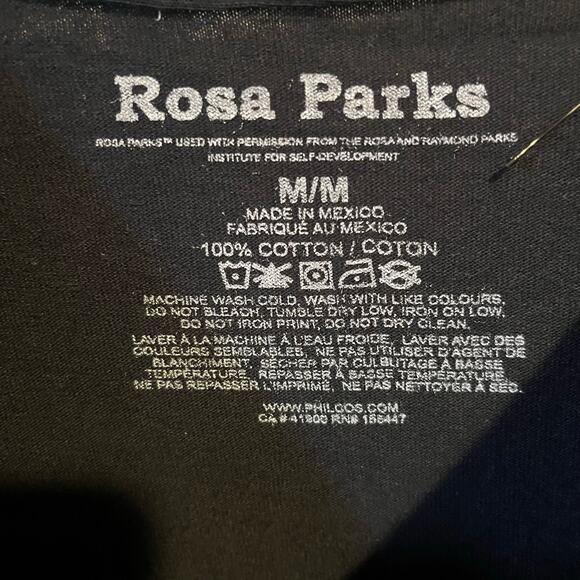 Rosa Parks
ROSA PARKS™ USED WITH PERMISSION FROM THE ROSA AND RAYMOND PARKS
INSTITUTE FOR SELF-DEVELOPMENT
M/M
MADE IN MEXICO
FABRIQUÉ AU MEXICO
100% COTTON / COTON
MACHINE WASH COLD, WASH WITH LIKE COLOURS,
DO NOT BLEACH, TUMBLE DRY LOW, IRON ON LOW,
DO NOT IRON PRINT, DO NOT DRY CLEAN.
LAVER À LA MACHINE À L'EAU FROIDE, LAVER AVEC DES
COULEURS SEMBLABLES, NE PAS UTILISER D'AGENT DE
BLANCHIMENT, SÉCHER PAR CULBUTAGE À BASSE
TEMPÉRATURE, REPASSER À BASSE TEMPÉRATURE,
NE PAS REPASSER L'IMPRIMÉ, NE PAS NETTOYER À SEC.
WWW.PHILCOS.COM
CA # 41900 RN# 155447